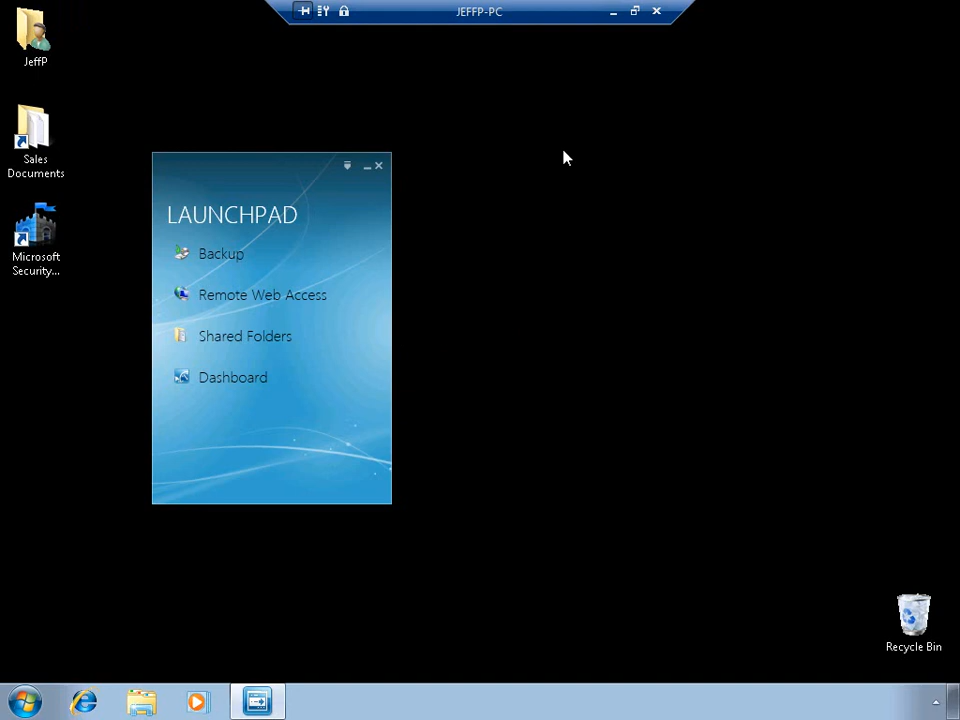 JEFFP-PC
JeffP
Sales
Documents
Microsoft
Security...
LAUNCHPAD
Backup
Remote Web Access
Shared Folders
Dashboard
Recycle Bin